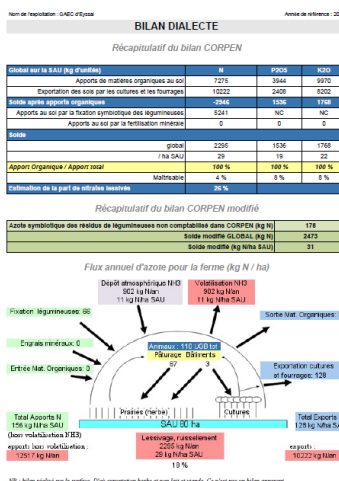 Nom de l'exploitation : GAEC d'Eyssal Année de référence : 20
BILAN DIALECTE
Récapitulatif du bilan CORPEN
Global sur la SAU (kg d'unités) N P2O5 K2O
Apports de matières organiques au sol 7275 3944 9970
Exportation des sols par les cultures et les fourrages 10222 2408 8202
Solde après apports organiques -2946 1536 1768
Apports au sol par la fixation symbiotique des légumineuses 5241 NC NC
Apports au sol par la fertilisation minérale 0 0 0
Solde
global 2295 1536 1768
/ ha SAU 29 19 22
Apport Organique / Apport total 100 % 100 % 100 %
Maîtrisable 4 % 8 % 8 %
Estimation de la part de nitrates lessivés 26 %
Récapitulatif du bilan CORPEN modifié
Azote symbiotique des résidus de légumineuses non comptabilisé dans CORPEN (kg N) 178
Solde modifié GLOBAL (kg N) 2473
Solde modifié (kg N/ha SAU) 31
Flux annuel d'azote pour la ferme (kg N / ha)
Dépôt atmosphérique NH3 Volatilisation NH3
902 kg N/an 902 kg N/an
11 kg N/ha SAU 11 kg N/ha SAU
Fixation légumineuses: 66 Sortie Mat. Organiques:
Engrais minéraux: 0
Animaux : 110 UGB tot
Entrée Mat. Organiques: 0 Pâturage Bâtiments
67 3
Exportation cultures
et fourrages: 128
Prairies (herbe) Cultures
Total Apports N SAU 80 ha Total Exports
156 kg N/ha SAU 128 kg N/ha SA
(hors volatilisation NH3)
apports hors volatilisation :
12517 kg N/an
Lessivage, ruissellement
2295 kg N/an
29 kg N/ha SAU
18 %
exports :
10222 kg N/an